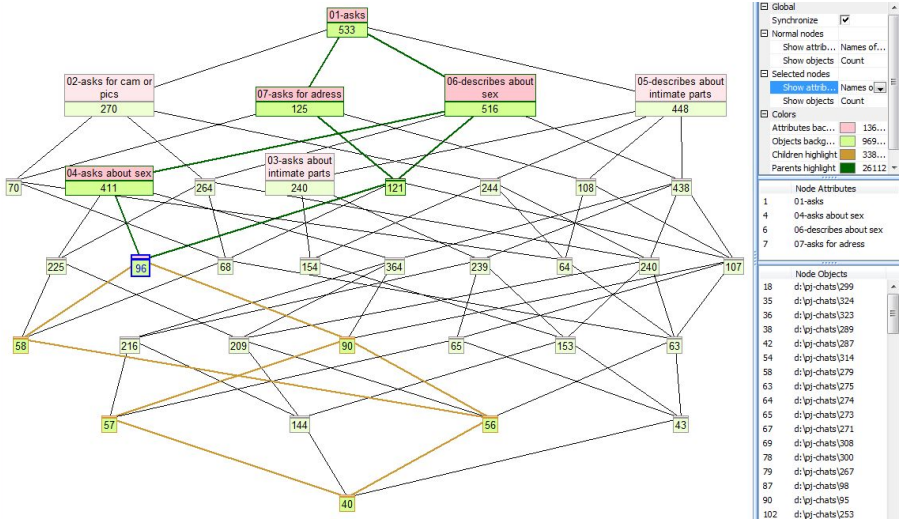 01-asks
533
02-asks for cam or
pics
270
07-asks for adress
125
06-describes about
sex
516
05-describes about
intimate parts
448
70
04-asks about sex
411
264
03-asks about
intimate parts
240
121
244
108
438
225
96
68
154
364
239
64
240
107
58
216
209
90
65
153
63
57
144
56
43
40
Global
Synchronize
Normal nodes
Show attrib... Names of...
Show objects Count
Selected nodes
Show attrib... Names o
Show objects Count
Colors
Attributes bac... 136...
Objects backg... 969...
Children highlight 338...
Parents highlight 26112
Node Attributes
1 01-asks
4 04-asks about sex
6 06-describes about sex
7 07-asks for adress
Node Objects
18 d:\pj-chats\299
35 d:\pj-chats\324
36 d:\pj-chats\323
38 d:\pj-chats\289
42 d:\pj-chats\287
54 d:\pj-chats\314
58 d:\pj-chats\279
63 d:\pj-chats\275
64 d:\pj-chats\274
65 d:\pj-chats\273
67 d:\pj-chats\271
69 d:\pj-chats\308
78 d:\pj-chats\300
79 d:\pj-chats\267
87 d:\pj-chats\98
90 d:\pj-chats\95
102 d:\pj-chats\253